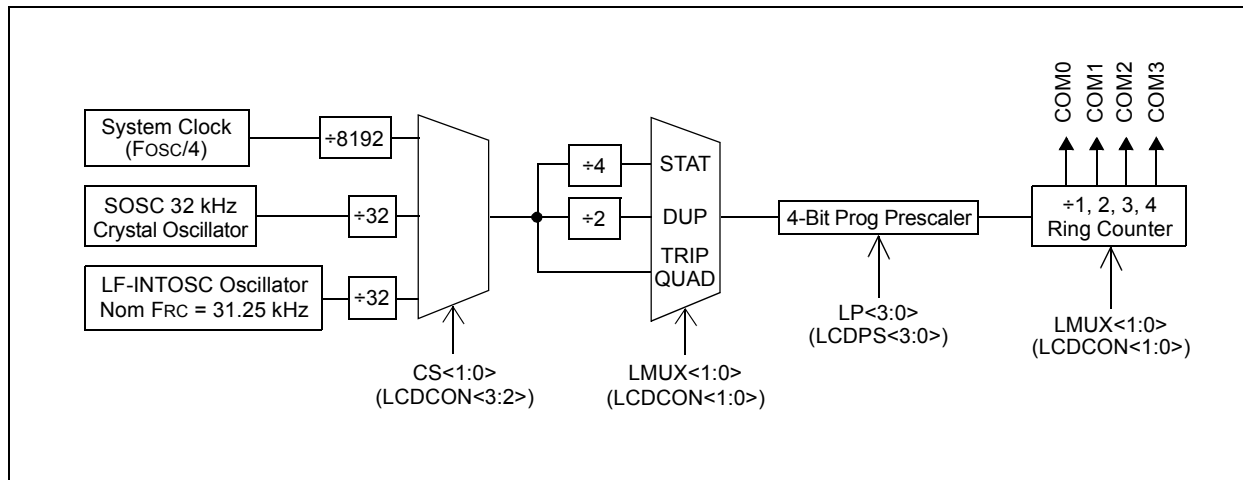 COM0
COM1
COM2
COM3
System Clock
(FOSC/4)
÷8192
÷4
STAT
SOSC 32 kHz
Crystal Oscillator
÷32
÷2
DUP
4-Bit Prog Prescaler
÷1, 2, 3, 4
Ring Counter
TRIP
QUAD
LF-INTOSC Oscillator
Nom FRC = 31.25 kHz
÷32
LP<3:0>
(LCDPS<3:0>)
LMUX<1:0>
(LCDCON<1:0>)
CS<1:0>
(LCDCON<3:2>)
LMUX<1:0>
(LCDCON<1:0>)